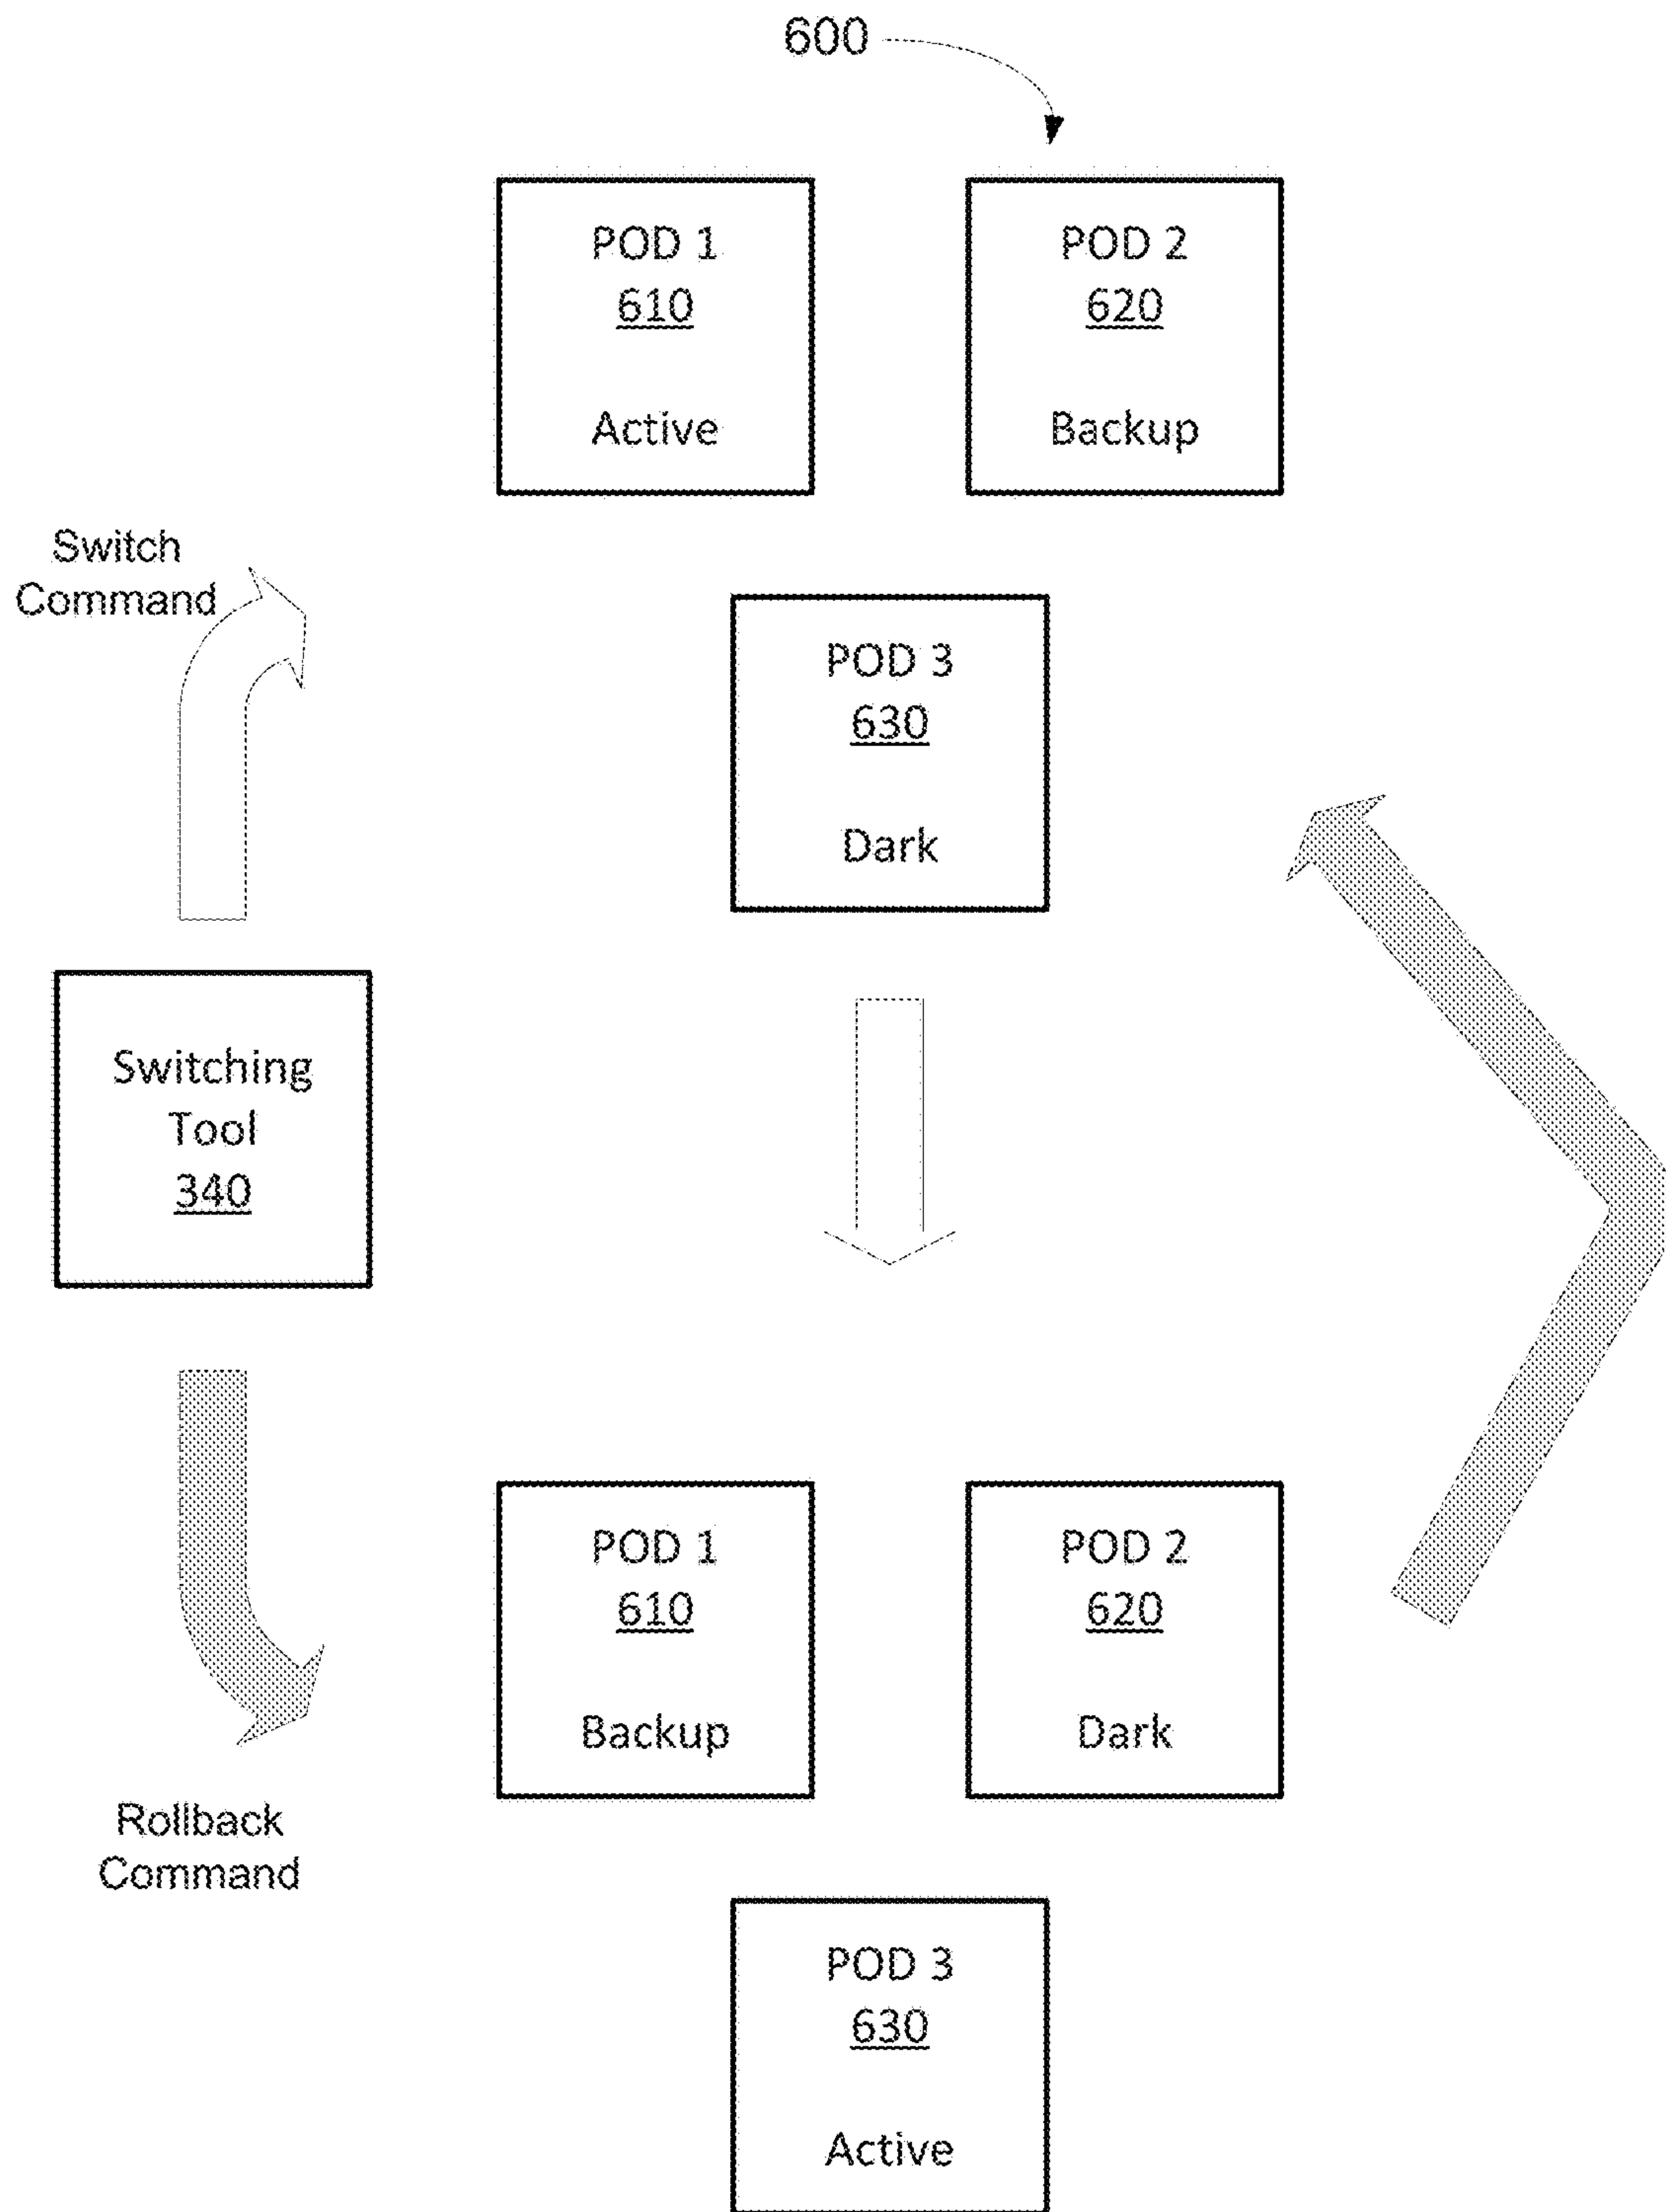 600
POD 1
610
Active
POD 2
620
Backup
Switch
Command
POD 3
630
Dark
Switching
Tool
340
POD 1
610
Backup
POD 2
620
Dark
Rollback
Command
POD 3
630
Active